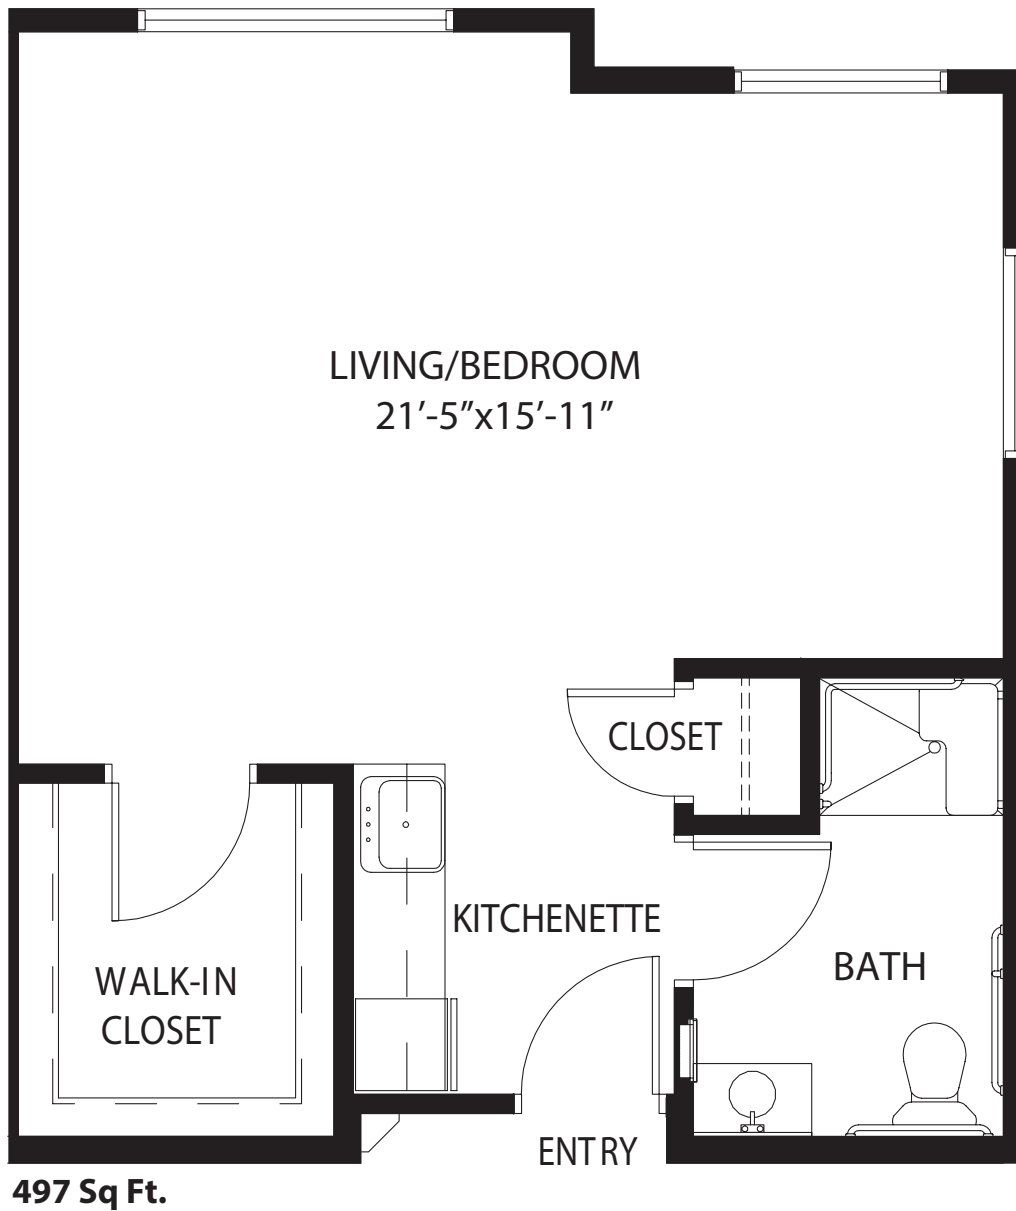 LIVING/BEDROOM
21’-5”x15’-11”
CLOSET
KITCHENETTE
BATH
WALK-IN
CLOSET
ENTRY
497 Sq Ft.